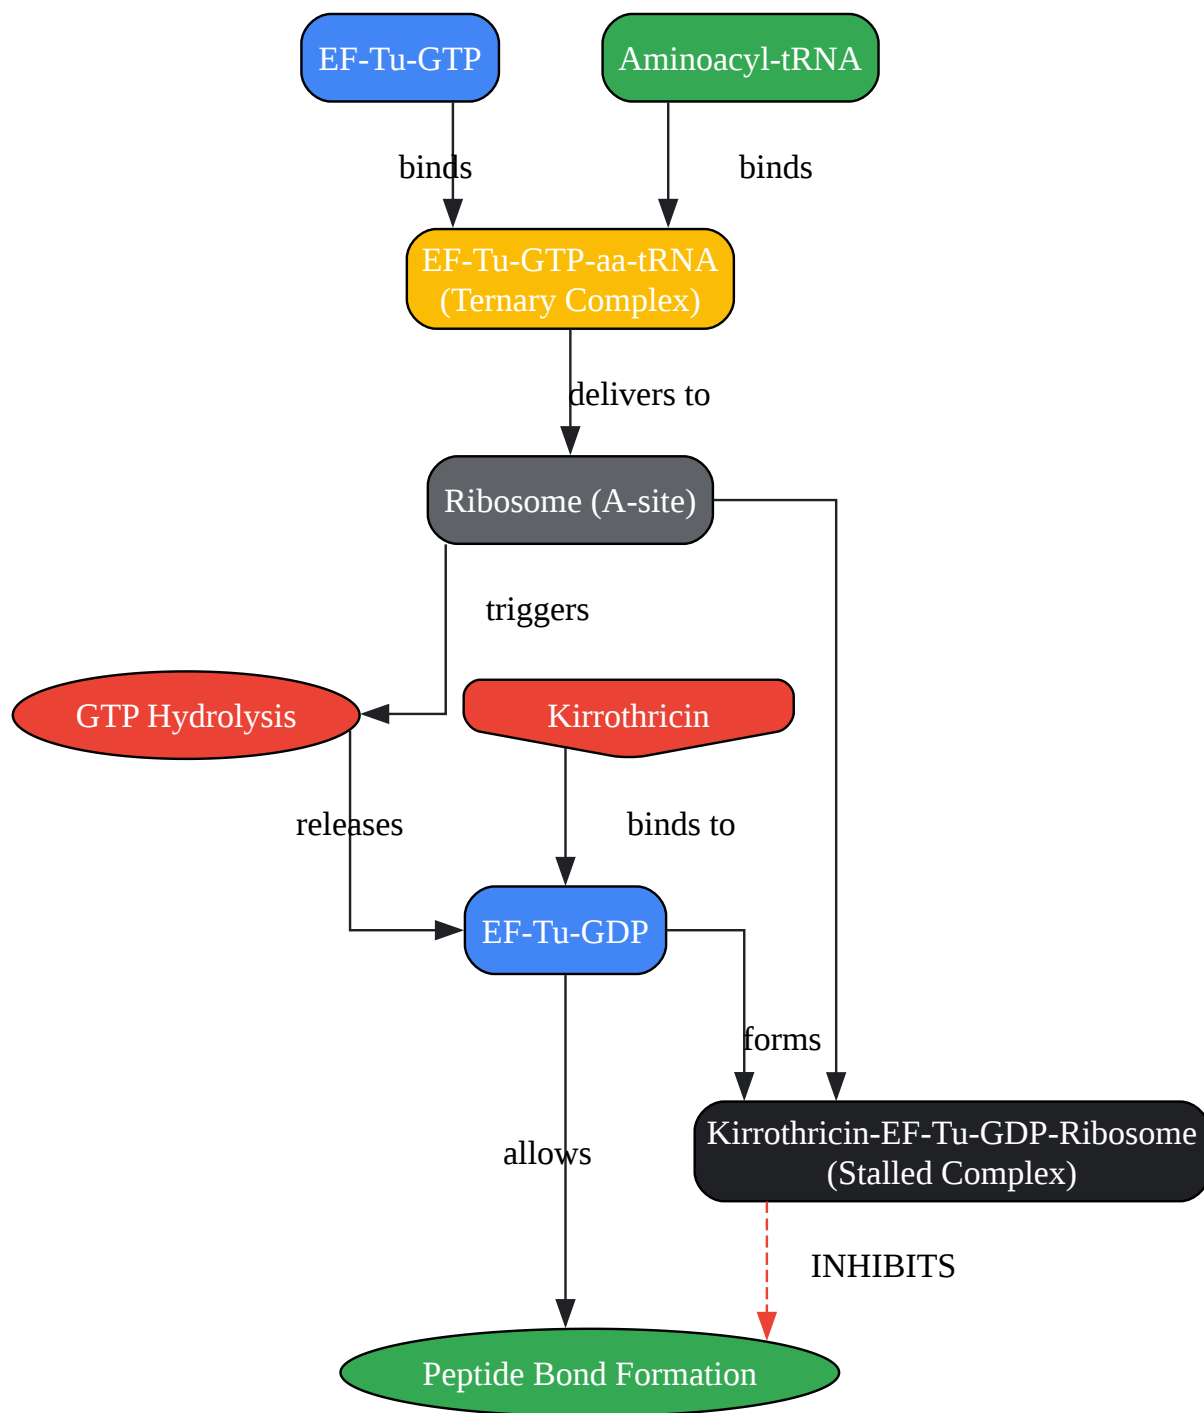 EF-Tu-GTP
Aminoacyl-tRNA
binds
binds
EF-Tu-GTP-aa-tRNA
(Ternary Complex)
delivers to
Ribosome (A-site)
triggers
GTP Hydrolysis
Kirrothricin
releases
binds to
EF-Tu-GDP
forms
Kirrothricin-EF-Tu-GDP-Ribosome
(Stalled Complex)
allows
INHIBITS
Peptide Bond Formation